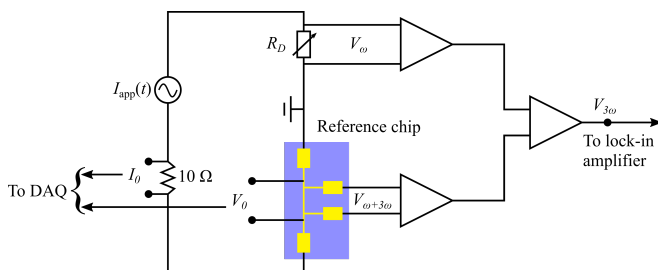 R_D
V_ω
I_app(t)
V_3ω
To lock-in
amplifier
Reference chip
I_0
10 Ω
To DAQ
V_0
V_ω+3ω